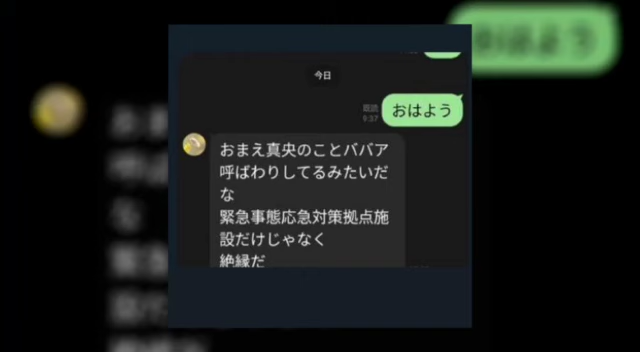 今日
既読
9:37
おはよう
おまえ真央のことババア
呼ばわりしてるみたいだ
な
緊急事態応急対策拠点施
設だけじゃなく
絶縁だ